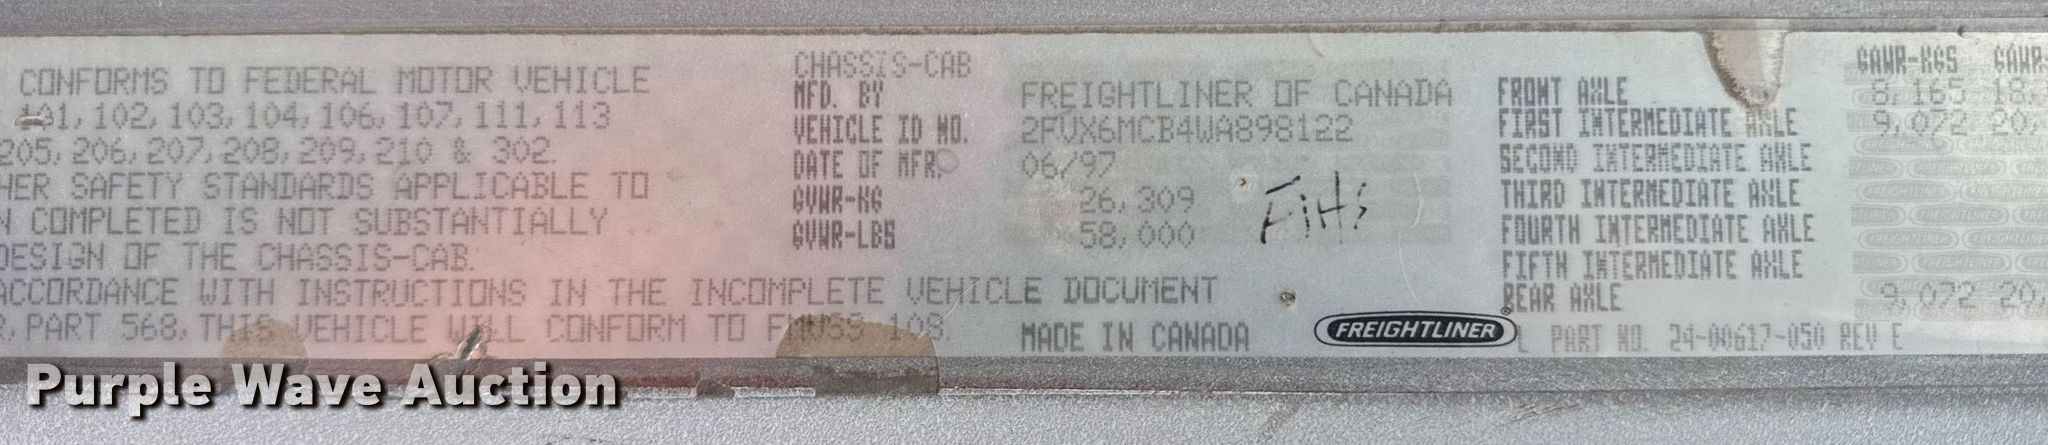 CONFORMS TO FEDERAL MOTOR VEHICLE
101, 102, 103, 104, 106, 107, 111, 113
205, 206, 207, 208, 209, 210 & 302.
HER SAFETY STANDARDS APPLICABLE TO
N COMPLETED IS NOT SUBSTANTIALLY
DESIGN OF THE CHASSIS-CAB.
ACCORDANCE WITH INSTRUCTIONS IN THE INCOMPLETE VEHICLE DOCUMENT
R, PART 568, THIS VEHICLE WILL CONFORM TO FMVSS 108.
CHASSIS-CAB
MFD. BY FREIGHTLINER OF CANADA
VEHICLE ID NO. 2FVX6MCB4WA898122
DATE OF MFR. 06/97
GVWR-KG 26,309
GVWR-LBS 58,000
MADE IN CANADA
FREIGHTLINER
GAWR-KGS GAWR-
FRONT AXLE 8,165 18,
FIRST INTERMEDIATE AXLE 9,072 20,
SECOND INTERMEDIATE AXLE
THIRD INTERMEDIATE AXLE
FOURTH INTERMEDIATE AXLE
FIFTH INTERMEDIATE AXLE
REAR AXLE 9,072 20,
PART NO. 24-00617-050 REV E
Purple Wave Auction